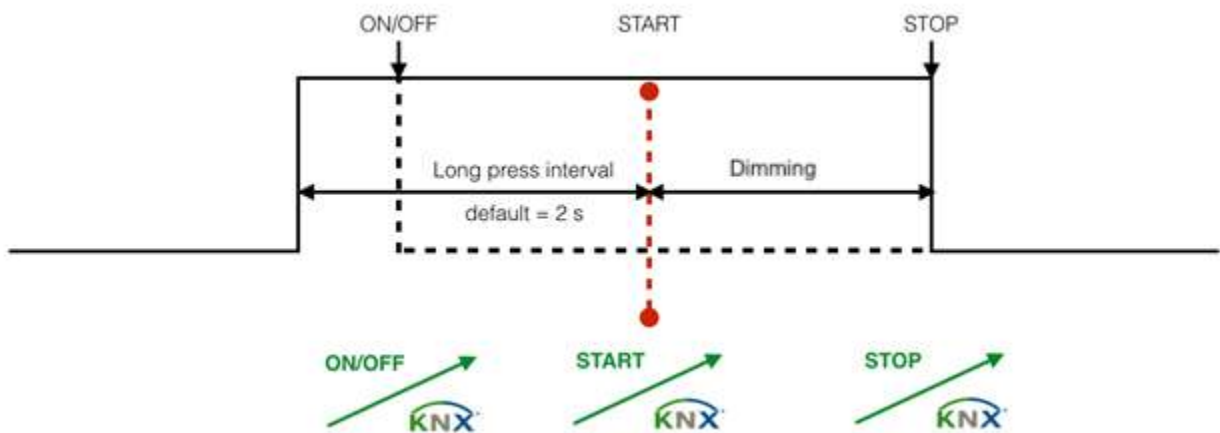 ON/OFF START STOP
Long press interval Dimming
default = 2 s
ON/OFF START STOP
KNX KNX KNX